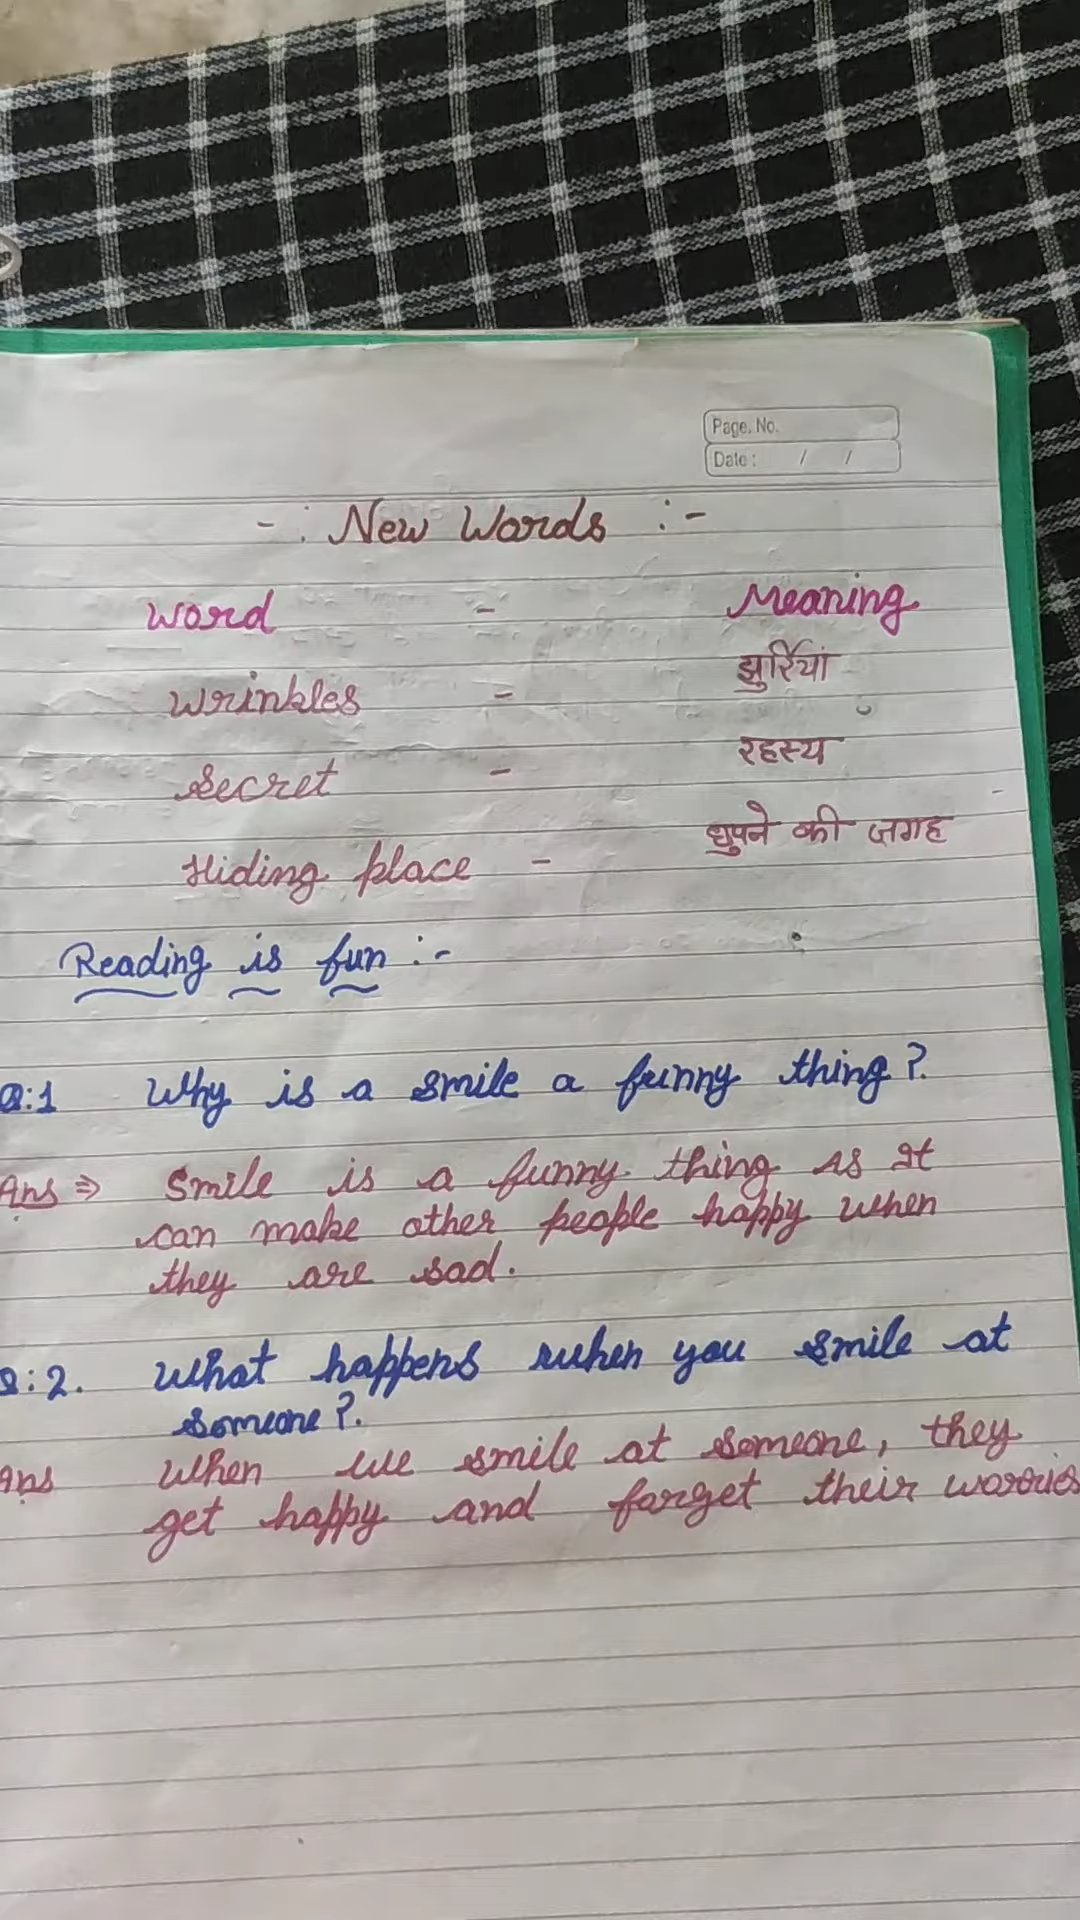 Page. No.
Date : / /
- : New Words :-
Word - Meaning
Wrinkles - झुर्रियां
Secret - रहस्य
Hiding place - छुपने की जगह
Reading is fun :-
Q:1 Why is a smile a funny thing?
Ans ⇒ Smile is a funny thing as it
can make other people happy when
they are sad.
Q:2. What happens when you smile at
someone?.
Ans When we smile at someone, they
get happy and forget their worries